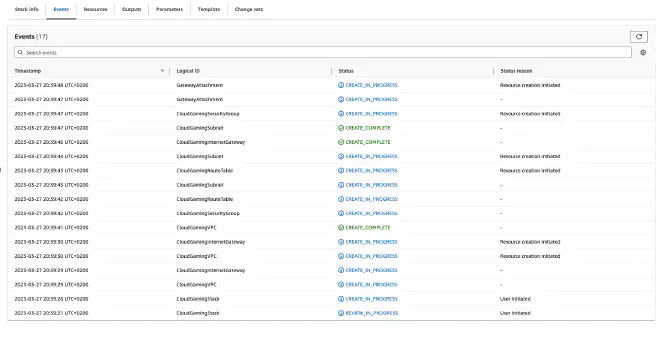 Stack info Events Resources Outputs Parameters Template Change sets
Events (17)
Search events
Timestamp Logical ID Status Status reason
2023-03-27 20:39:48 UTC+0200 GatewayAttachment CREATE_IN_PROGRESS Resource creation Initiated
2023-03-27 20:39:47 UTC+0200 GatewayAttachment CREATE_IN_PROGRESS -
2023-03-27 20:39:47 UTC+0200 CloudGamingSecurityGroup CREATE_IN_PROGRESS Resource creation Initiated
2023-03-27 20:39:47 UTC+0200 CloudGamingSubnet CREATE_COMPLETE -
2023-03-27 20:39:46 UTC+0200 CloudGamingInternetGateway CREATE_COMPLETE -
2023-03-27 20:39:43 UTC+0200 CloudGamingSubnet CREATE_IN_PROGRESS Resource creation Initiated
2023-03-27 20:39:43 UTC+0200 CloudGamingRouteTable CREATE_IN_PROGRESS Resource creation Initiated
2023-03-27 20:39:43 UTC+0200 CloudGamingSubnet CREATE_IN_PROGRESS -
2023-03-27 20:39:42 UTC+0200 CloudGamingRouteTable CREATE_IN_PROGRESS -
2023-03-27 20:39:42 UTC+0200 CloudGamingSecurityGroup CREATE_IN_PROGRESS -
2023-03-27 20:39:41 UTC+0200 CloudGamingVPC CREATE_COMPLETE -
2023-03-27 20:39:30 UTC+0200 CloudGamingInternetGateway CREATE_IN_PROGRESS Resource creation Initiated
2023-03-27 20:39:30 UTC+0200 CloudGamingVPC CREATE_IN_PROGRESS Resource creation Initiated
2023-03-27 20:39:29 UTC+0200 CloudGamingInternetGateway CREATE_IN_PROGRESS -
2023-03-27 20:39:29 UTC+0200 CloudGamingVPC CREATE_IN_PROGRESS -
2023-03-27 20:39:26 UTC+0200 CloudGamingStack CREATE_IN_PROGRESS User Initiated
2023-03-27 20:39:21 UTC+0200 CloudGamingStack REVIEW_IN_PROGRESS User Initiated